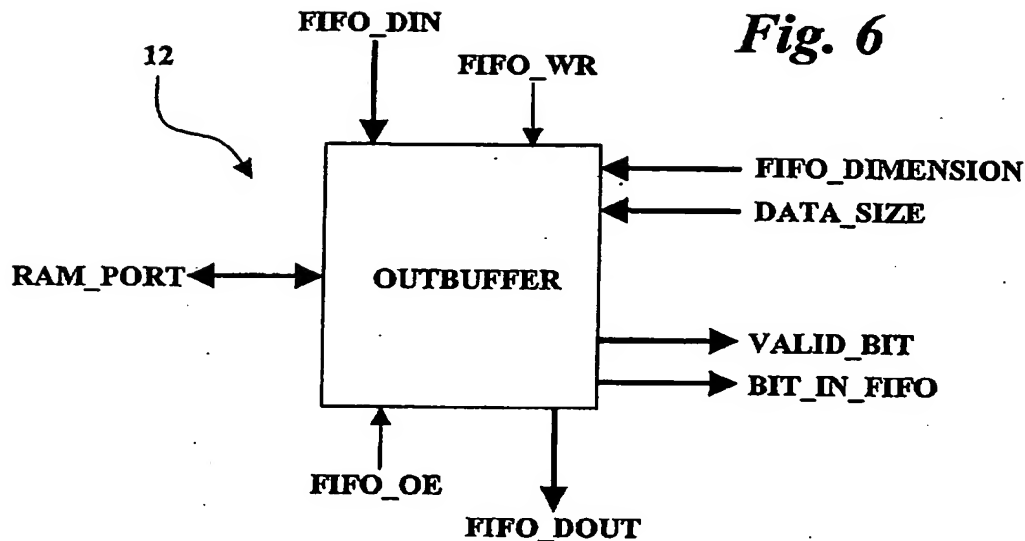 FIFO_DIN
Fig. 6
12
FIFO_WR
FIFO_DIMENSION
DATA_SIZE
RAM_PORT
OUTBUFFER
VALID_BIT
BIT_IN_FIFO
FIFO_OE
FIFO_DOUT